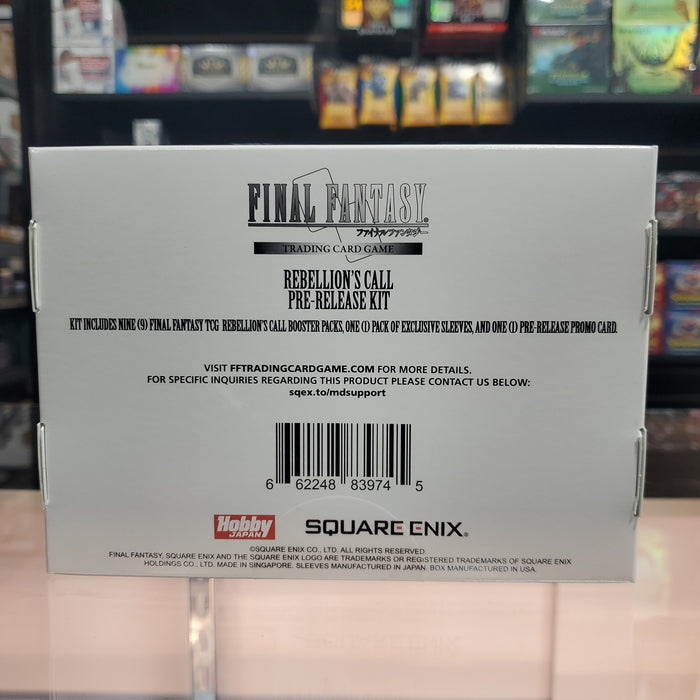 FINAL FANTASY®
ファイナルファンタジー
TRADING CARD GAME
REBELLION'S CALL
PRE-RELEASE KIT
KIT INCLUDES NINE (9) FINAL FANTASY TCG REBELLION'S CALL BOOSTER PACKS, ONE (1) PACK OF EXCLUSIVE SLEEVES, AND ONE (1) PRE-RELEASE PROMO CARD.
VISIT FFTRADINGCARDGAME.COM FOR MORE DETAILS.
FOR SPECIFIC INQUIRIES REGARDING THIS PRODUCT PLEASE CONTACT US BELOW:
sqex.to/mdsupport
6 62248 83974 5
Hobby
JAPAN
SQUARE ENIX®
©SQUARE ENIX CO., LTD. ALL RIGHTS RESERVED.
FINAL FANTASY, SQUARE ENIX AND THE SQUARE ENIX LOGO ARE TRADEMARKS OR REGISTERED TRADEMARKS OF SQUARE ENIX
HOLDINGS CO., LTD. MADE IN SINGAPORE. SLEEVES MANUFACTURED IN JAPAN. BOX MANUFACTURED IN USA.